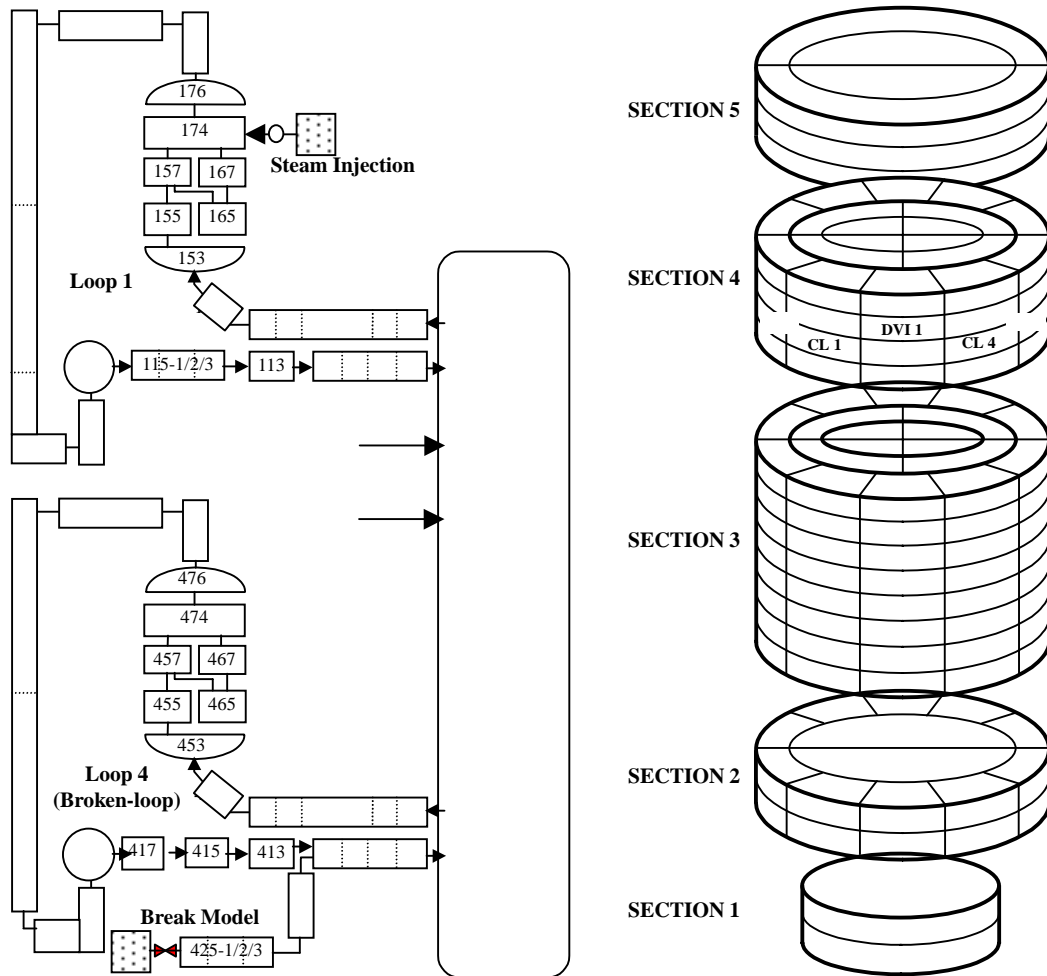 176
174
Steam Injection
157
167
155
165
153
Loop 1
115-1/2/3
113
476
474
457
467
455
465
453
Loop 4
(Broken-loop)
417
415
413
Break Model
425-1/2/3
SECTION 5
SECTION 4
CL 1
DVI 1
CL 4
SECTION 3
SECTION 2
SECTION 1